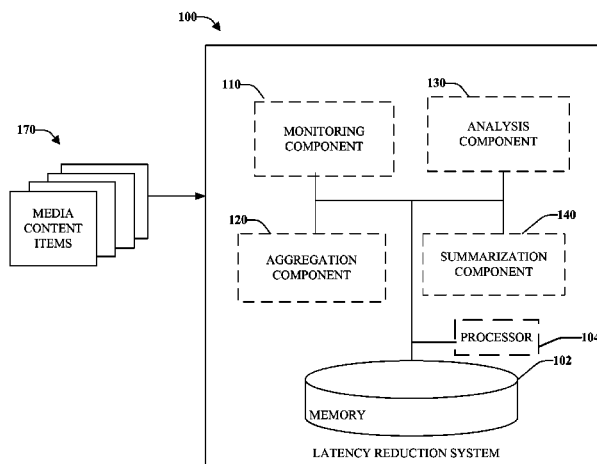 100
110
130
170
MONITORING
COMPONENT
ANALYSIS
COMPONENT
MEDIA
CONTENT
ITEMS
120
140
AGGREGATION
COMPONENT
SUMMARIZATION
COMPONENT
PROCESSOR
104
102
MEMORY
LATENCY REDUCTION SYSTEM